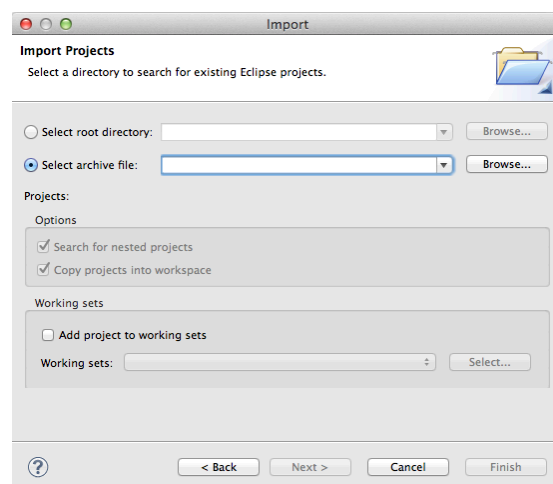 Import
Import Projects
Select a directory to search for existing Eclipse projects.
Select root directory: Browse...
Select archive file: Browse...
Projects:
Options
Search for nested projects
Copy projects into workspace
Working sets
Add project to working sets
Working sets: Select...
? < Back Next > Cancel Finish